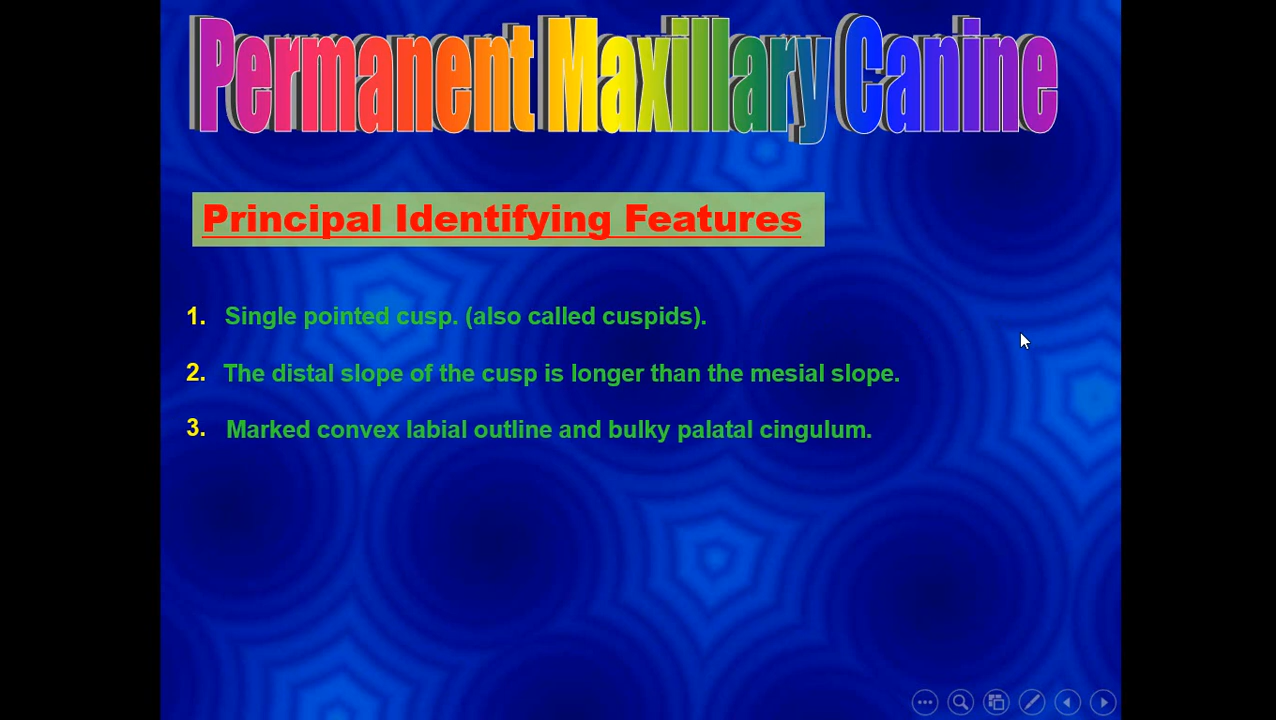 Permanent Maxillary Canine
Principal Identifying Features
1. Single pointed cusp. (also called cuspids).
2. The distal slope of the cusp is longer than the mesial slope.
3. Marked convex labial outline and bulky palatal cingulum.